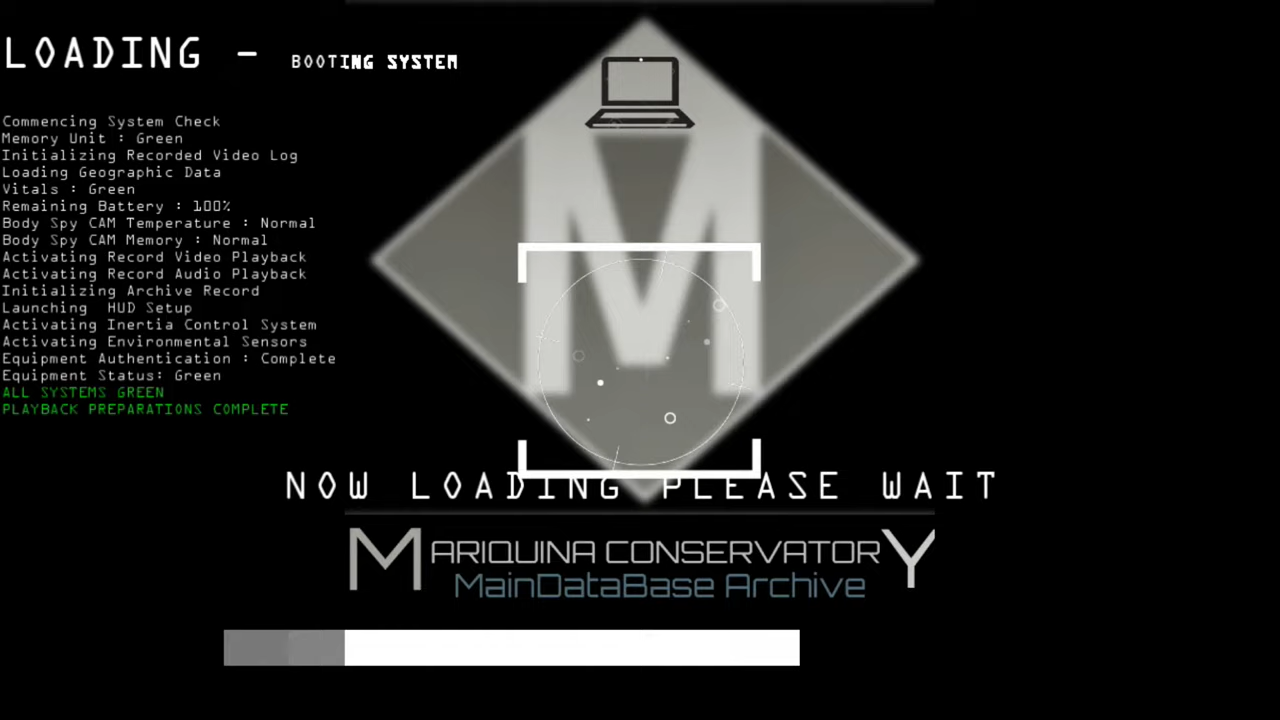 LOADING - BOOTING SYSTEM
Commencing System Check
Memory Unit : Green
Initializing Recorded Video Log
Loading Geographic Data
Vitals : Green
Remaining Battery : 100%
Body Spy CAM Temperature : Normal
Body Spy CAM Memory : Normal
Activating Record Video Playback
Activating Record Audio Playback
Initializing Archive Record
Launching  HUD Setup
Activating Inertia Control System
Activating Environmental Sensors
Equipment Authentication : Complete
Equipment Status: Green
ALL SYSTEMS GREEN
PLAYBACK PREPARATIONS COMPLETE
M
NOW LOADING PLEASE WAIT
MARIQUINA CONSERVATORY
MainDataBase Archive